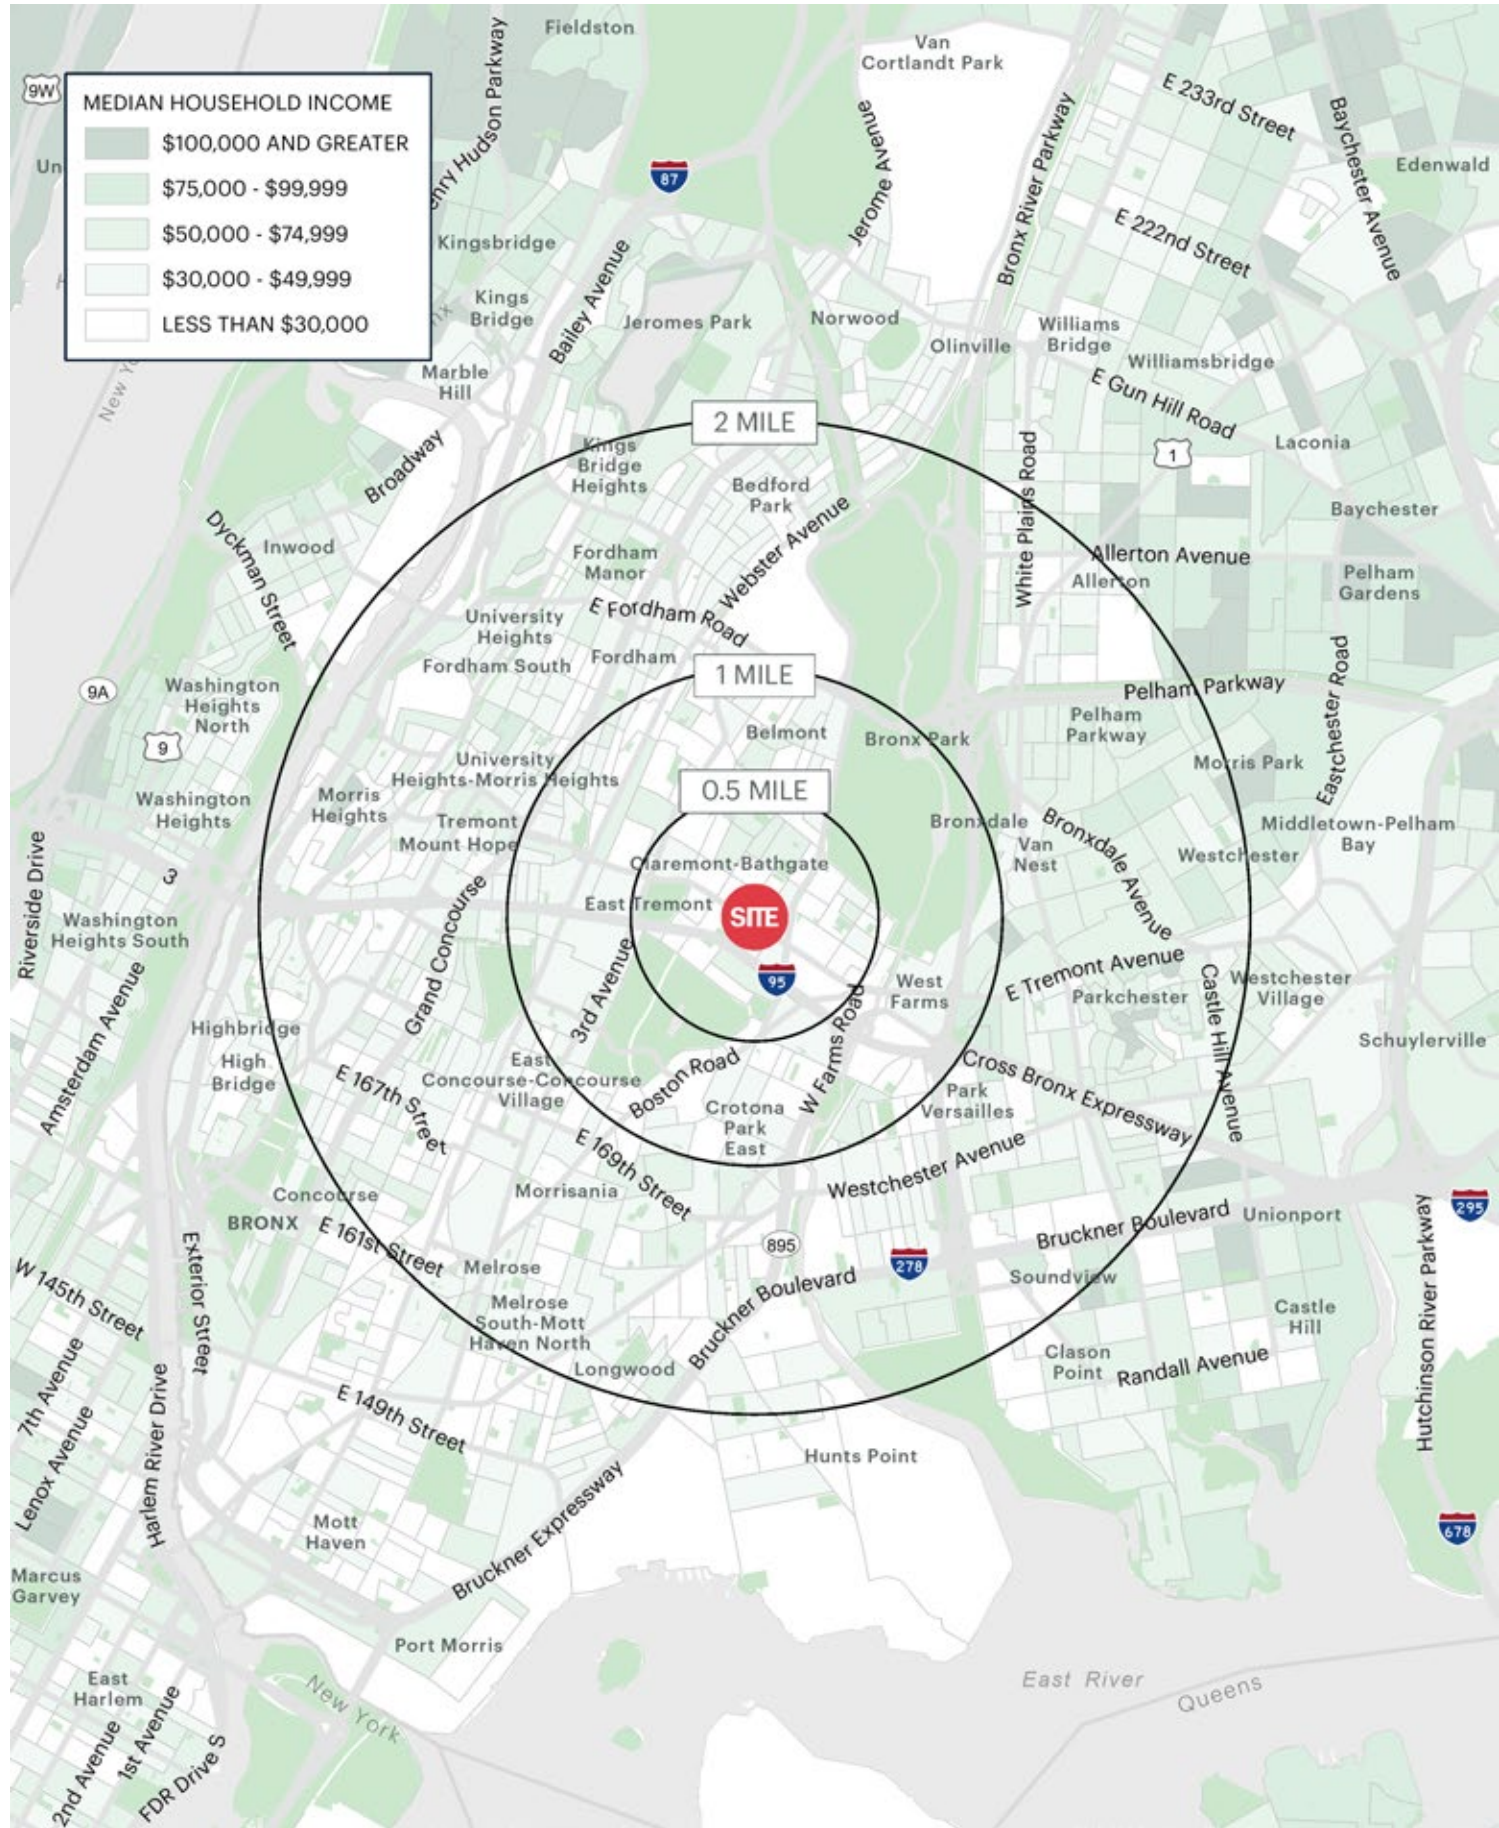 Fieldston
Van
Cortlandt Park
9W
MEDIAN HOUSEHOLD INCOME
$100,000 AND GREATER
$75,000 - $99,999
$50,000 - $74,999
$30,000 - $49,999
LESS THAN $30,000
Un
enry Hudson Parkway
87
Jerome Avenue
Bronx River Parkway
E 233rd Street
Baychester Avenue
Edenwald
E 222nd Street
Kingsbridge
Kings
Bridge
Bailey Avenue
Jeromes Park
Norwood
Olinville
Williams
Bridge
Williamsbridge
nx
New Yo
Marble
Hill
E Gun Hill Road
Laconia
1
2 MILE
Broadway
Kings
Bridge
Heights
Bedford
Park
Webster Avenue
White Plains Road
Baychester
Dyckman Street
Inwood
Fordham
Manor
Allerton Avenue
Allerton
Pelham
Gardens
E Fordham Road
University
Heights
Fordham South
Fordham
1 MILE
Pelham Parkway
Eastchester Road
9A
Washington
Heights
North
9
Pelham
Parkway
Belmont
Bronx Park
Morris Park
University
Heights-Morris Heights
0.5 MILE
Washington
Heights
Morris
Heights
Tremont
Mount Hope
Bronxdale
Van
Nest
Bronxdale Avenue
Middletown-Pelham
Bay
Westchester
Claremont-Bathgate
Riverside Drive
3
East Tremont
SITE
Washington
Heights South
Grand Concourse
3rd Avenue
95
West
Farms
E Tremont Avenue
Parkchester
Castle Hill Avenue
Westchester
Village
Amsterdam Avenue
Highbridge
High
Bridge
Schuylerville
W Farms Road
East
Concourse-Concourse
Village
Boston Road
E 167th Street
Cross Bronx Expressway
Park
Versailles
Crotona
Park
East
E 169th Street
Westchester Avenue
Morrisania
Concourse
BRONX
E 161st Street
Melrose
895
278
Bruckner Boulevard
Bruckner Boulevard
Unionport
295
Hutchinson River Parkway
Exterior Street
W 145th Street
Soundview
Melrose
South-Mott
Haven North
Longwood
Castle
Hill
Clason
Point
Randall Avenue
7th Avenue
Lenox Avenue
Harlem River Drive
E 149th Street
Hunts Point
Mott
Haven
Bruckner Expressway
678
Marcus
Garvey
Port Morris
East
Harlem
New York
East River
Queens
1st Avenue
2nd Avenue
FDR Drive S